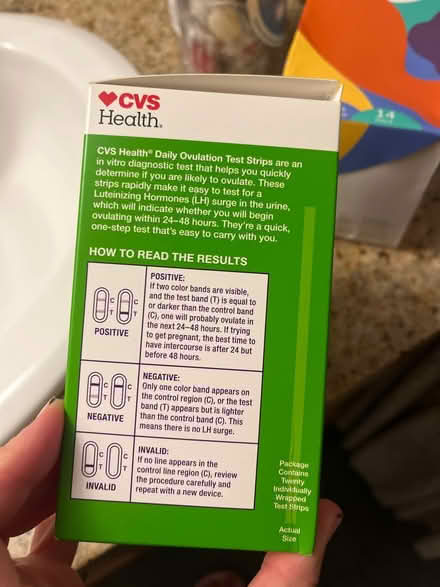 CVS
Health®
CVS Health® Daily Ovulation Test Strips are an
in vitro diagnostic test that helps you quickly
determine if you are likely to ovulate. These
strips rapidly make it easy to test for a
Luteinizing Hormones (LH) surge in the urine,
which will indicate whether you will begin
ovulating within 24–48 hours. They're a quick,
one-step test that's easy to carry with you.
HOW TO READ THE RESULTS
C C
T T
POSITIVE
POSITIVE:
If two color bands are visible,
and the test band (T) is equal to
or darker than the control band
(C), one will probably ovulate in
the next 24–48 hours. If trying
to get pregnant, the best time to
have intercourse is after 24 but
before 48 hours.
C C
T T
NEGATIVE
NEGATIVE:
Only one color band appears on
the control region (C), or the test
band (T) appears but is lighter
than the control band (C). This
means there is no LH surge.
C C
T T
INVALID
INVALID:
If no line appears in the
control line region (C), review
the procedure carefully and
repeat with a new device.
Package
Contains
Twenty
Individually
Wrapped
Test Strips
Actual
Size
14